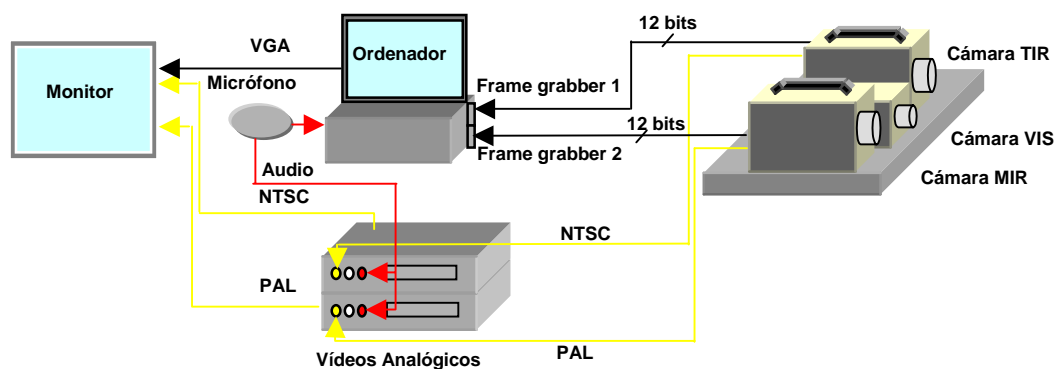 12 bits
VGA
Ordenador
Cámara TIR
Micrófono
Frame grabber 1
Monitor
12 bits
Cámara VIS
Frame grabber 2
Audio
Cámara MIR
NTSC
NTSC
PAL
PAL
Vídeos Analógicos